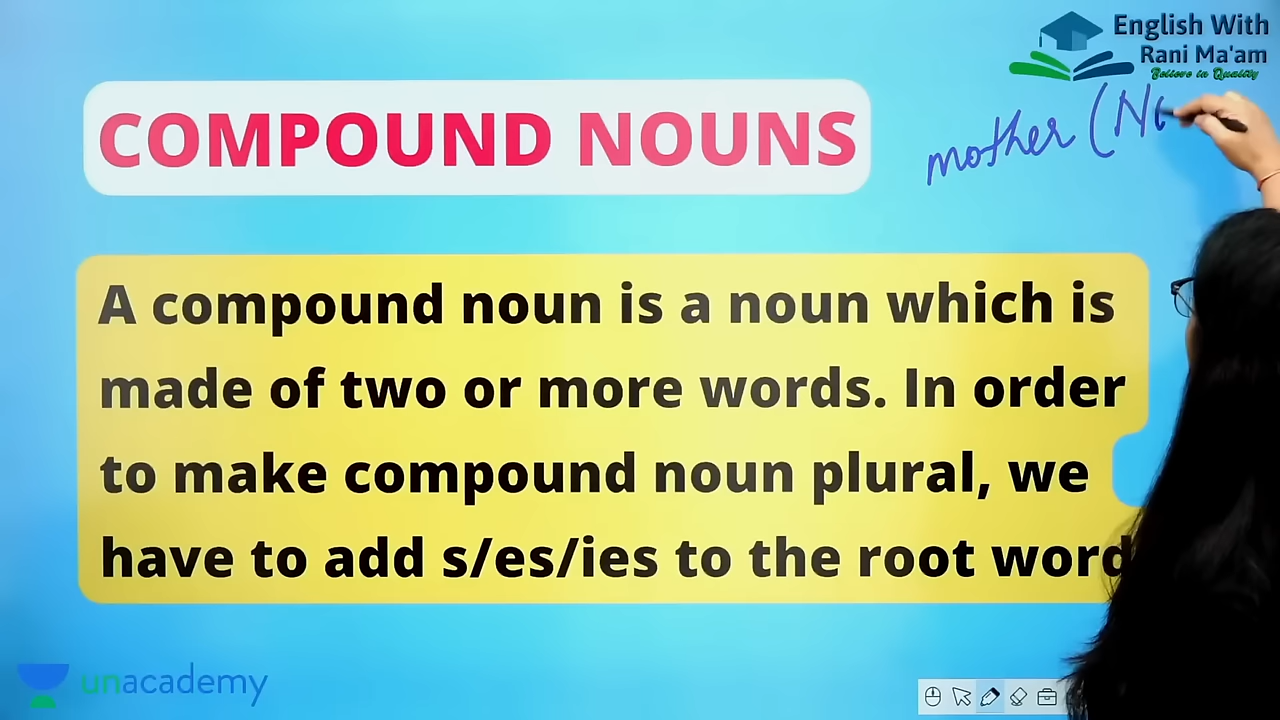 English With
Rani Ma'am
Believe in Quality
COMPOUND NOUNS
mother (No
A compound noun is a noun which is
made of two or more words. In order
to make compound noun plural, we
have to add s/es/ies to the root word
unacademy